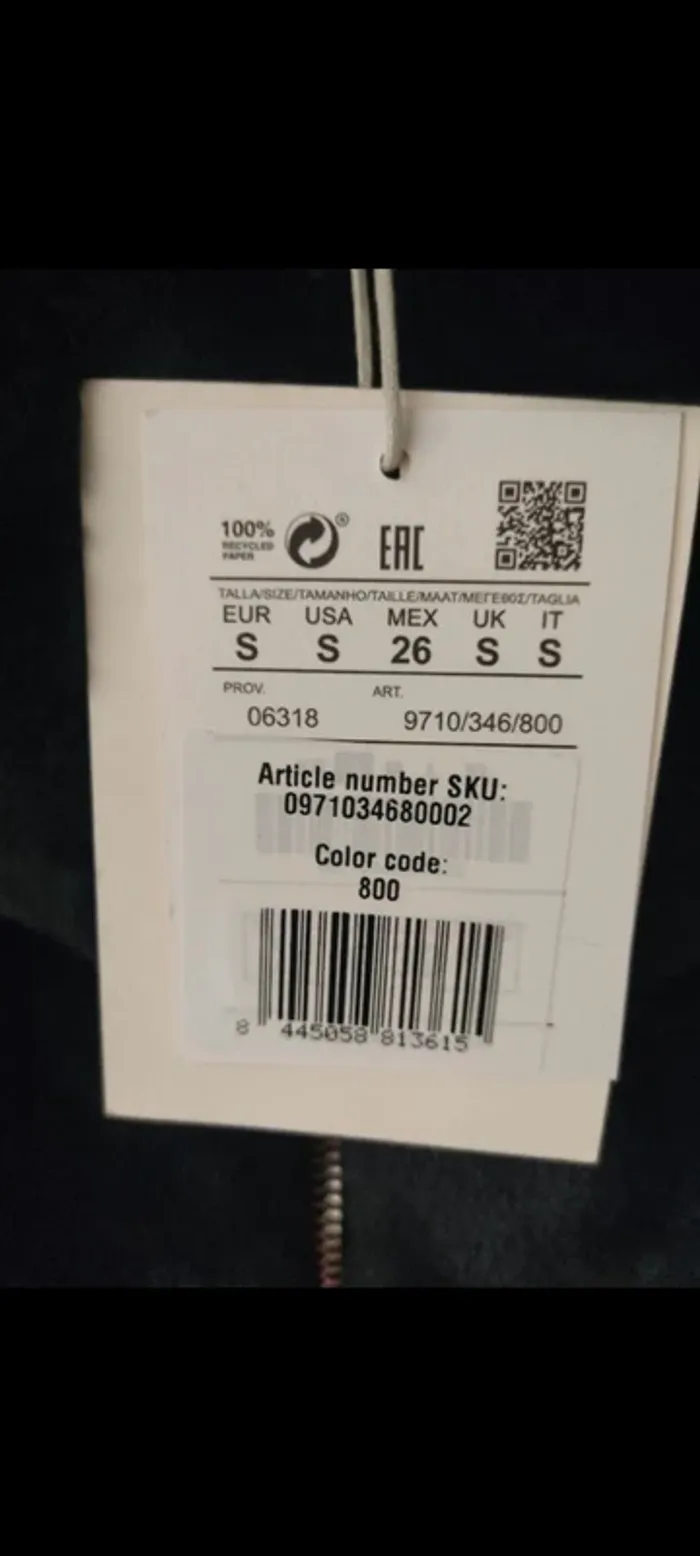 100%
RECYCLED
PAPER
®
EAC
TALLA/SIZE/TAMANHO/TAILLE/MAAT/ΜΕΓΕΘΟΣ/TAGLIA
EUR USA MEX UK IT
S S 26 S S
PROV. ART.
06318 9710/346/800
Article number SKU:
0971034680002
Color code:
800
8 445058 813615